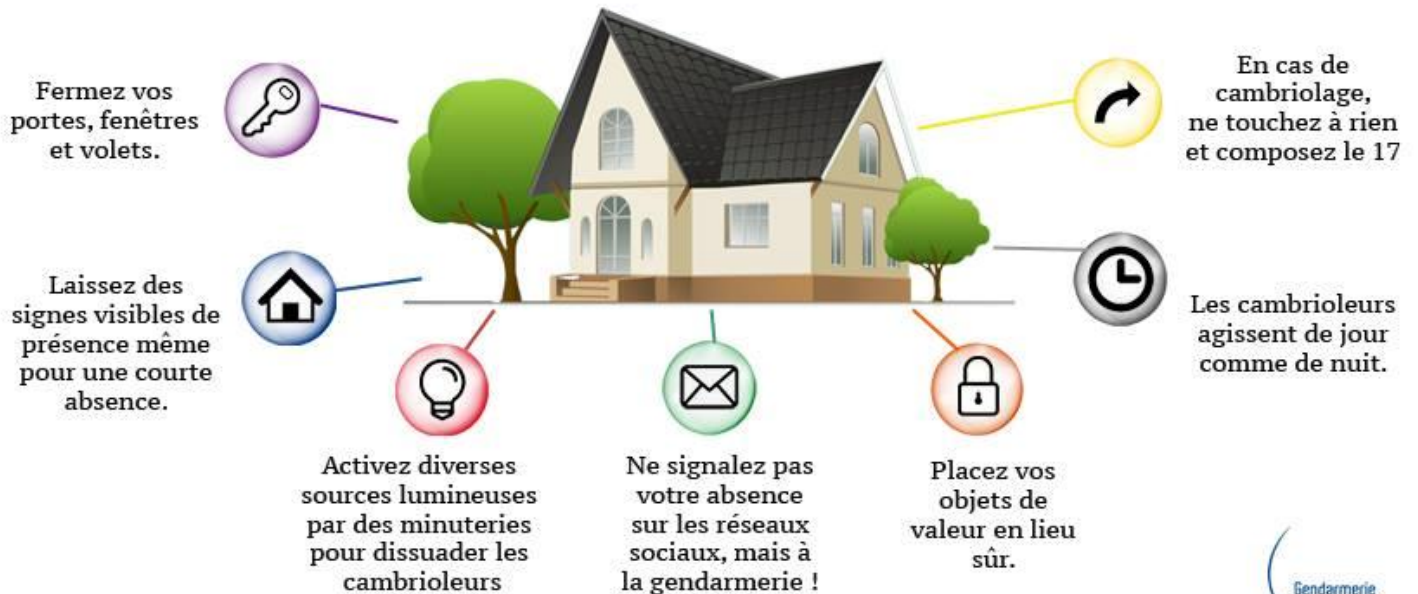 Fermez vos
portes, fenêtres
et volets.
Laissez des
signes visibles de
présence même
pour une courte
absence.
Activez diverses
sources lumineuses
par des minuteries
pour dissuader les
cambrioleurs
Ne signalez pas
votre absence
sur les réseaux
sociaux, mais à
la gendarmerie !
Placez vos
objets de
valeur en lieu
sûr.
Les cambrioleurs
agissent de jour
comme de nuit.
En cas de
cambriolage,
ne touchez à rien
et composez le 17
Gendarmerie